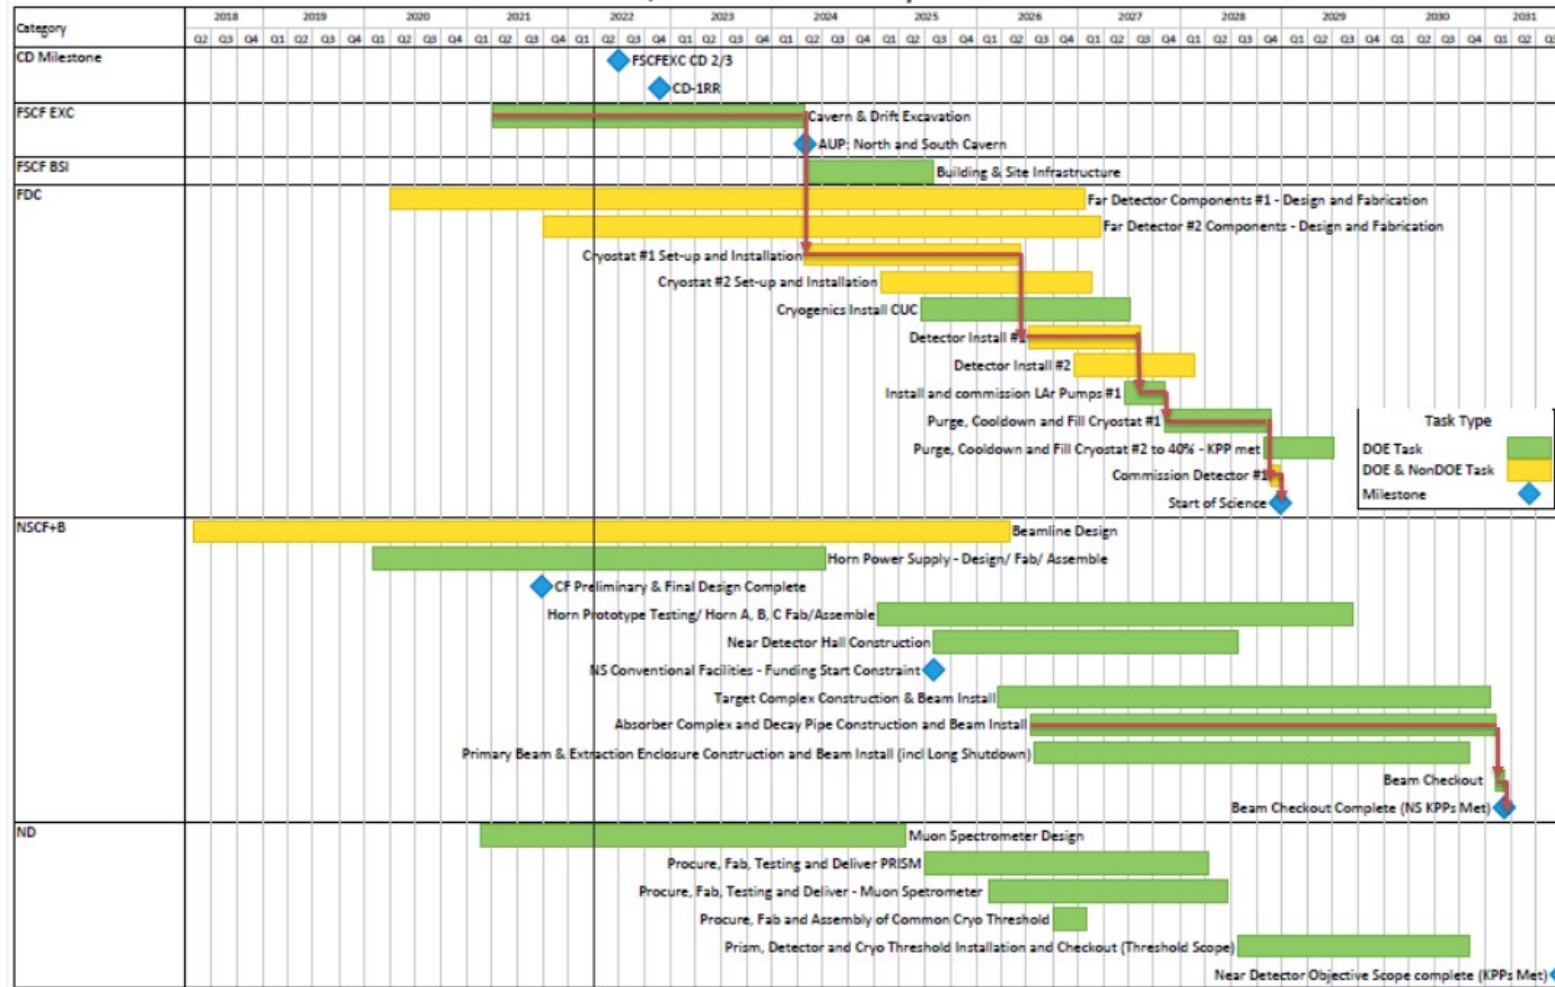 2018 2019 2020 2021 2022 2023 2024 2025 2026 2027 2028 2029 2030 2031
Category
Q2 Q3 Q4 Q1 Q2 Q3 Q4 Q1 Q2 Q3 Q4 Q1 Q2 Q3 Q4 Q1 Q2 Q3 Q4 Q1 Q2 Q3 Q4 Q1 Q2 Q3 Q4 Q1 Q2 Q3 Q4 Q1 Q2 Q3 Q4 Q1 Q2 Q3 Q4 Q1 Q2 Q3 Q4 Q1 Q2 Q3 Q4 Q1 Q2 Q3 Q4 Q1 Q2
CD Milestone
FSCFEXC CD 2/3
CD-1RR
FSCF EXC
Cavern & Drift Excavation
AUP: North and South Cavern
FSCF BSI
Building & Site Infrastructure
FDC
Far Detector Components #1 - Design and Fabrication
Far Detector #2 Components - Design and Fabrication
Cryostat #1 Set-up and Installation
Cryostat #2 Set-up and Installation
Cryogenics Install CUC
Detector Install #1
Detector Install #2
Install and commission LAr Pumps #1
Purge, Cooldown and Fill Cryostat #1
Purge, Cooldown and Fill Cryostat #2 to 40% - KPP met
Commission Detector #1
Start of Science
Task Type
DOE Task
DOE & NonDOE Task
Milestone
NSCF+B
Beamline Design
Horn Power Supply - Design/ Fab/ Assemble
CF Preliminary & Final Design Complete
Horn Prototype Testing/ Horn A, B, C Fab/Assemble
Near Detector Hall Construction
NS Conventional Facilities - Funding Start Constraint
Target Complex Construction & Beam Install
Absorber Complex and Decay Pipe Construction and Beam Install
Primary Beam & Extraction Enclosure Construction and Beam Install (incl Long Shutdown)
Beam Checkout
Beam Checkout Complete (NS KPPs Met)
ND
Muon Spectrometer Design
Procure, Fab, Testing and Deliver PRISM
Procure, Fab, Testing and Deliver - Muon Spetrometer
Procure, Fab and Assembly of Common Cryo Threshold
Prism, Detector and Cryo Threshold Installation and Checkout (Threshold Scope)
Near Detector Objective Scope complete (KPPs Met)